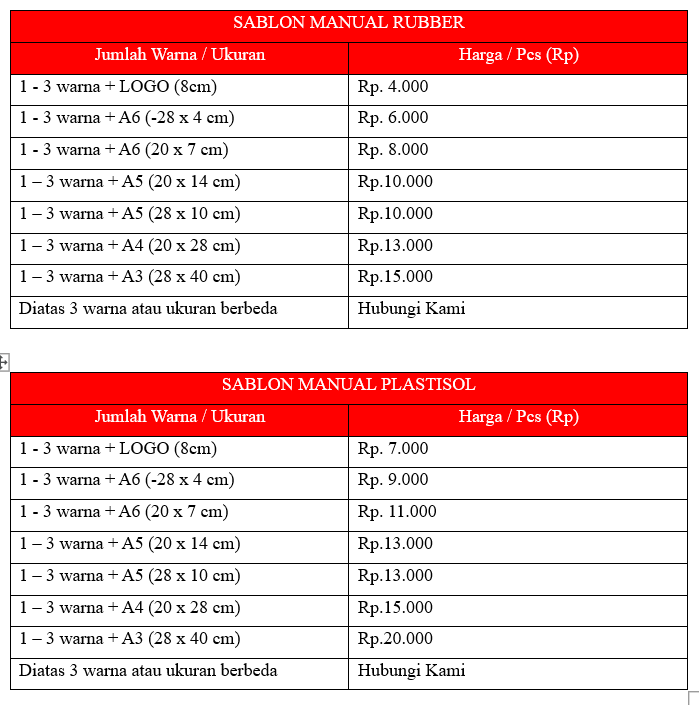 SABLON MANUAL RUBBER
Jumlah Warna / Ukuran Harga / Pcs (Rp)
1 - 3 warna + LOGO (8cm) Rp. 4.000
1 - 3 warna + A6 (-28 x 4 cm) Rp. 6.000
1 - 3 warna + A6 (20 x 7 cm) Rp. 8.000
1 – 3 warna + A5 (20 x 14 cm) Rp.10.000
1 – 3 warna + A5 (28 x 10 cm) Rp.10.000
1 – 3 warna + A4 (20 x 28 cm) Rp.13.000
1 – 3 warna + A3 (28 x 40 cm) Rp.15.000
Diatas 3 warna atau ukuran berbeda Hubungi Kami
SABLON MANUAL PLASTISOL
Jumlah Warna / Ukuran Harga / Pcs (Rp)
1 - 3 warna + LOGO (8cm) Rp. 7.000
1 - 3 warna + A6 (-28 x 4 cm) Rp. 9.000
1 - 3 warna + A6 (20 x 7 cm) Rp. 11.000
1 – 3 warna + A5 (20 x 14 cm) Rp.13.000
1 – 3 warna + A5 (28 x 10 cm) Rp.13.000
1 – 3 warna + A4 (20 x 28 cm) Rp.15.000
1 – 3 warna + A3 (28 x 40 cm) Rp.20.000
Diatas 3 warna atau ukuran berbeda Hubungi Kami